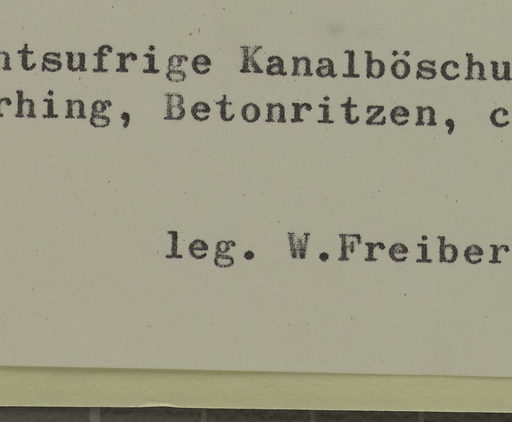 ntsufrige Kanalböschu
rhing, Betonritzen, c
leg. W.Freiber